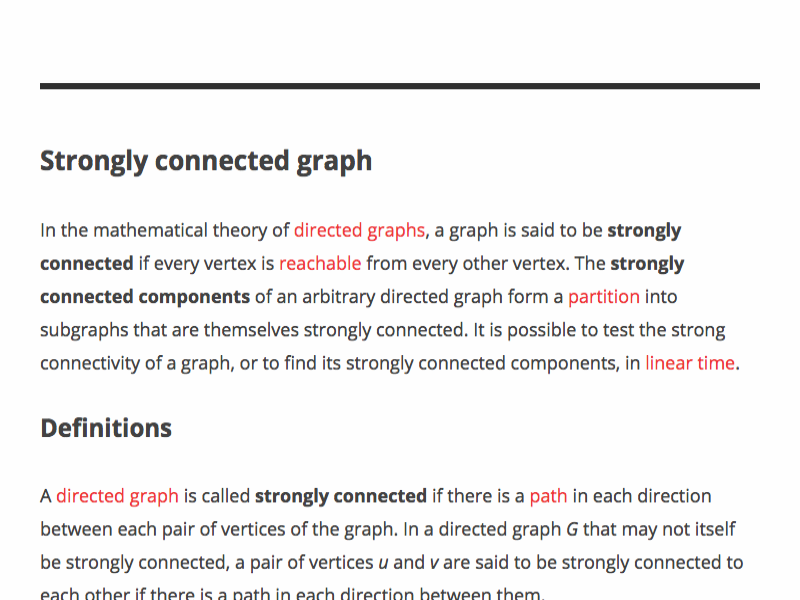 Strongly connected graph
In the mathematical theory of directed graphs, a graph is said to be strongly
connected if every vertex is reachable from every other vertex. The strongly
connected components of an arbitrary directed graph form a partition into
subgraphs that are themselves strongly connected. It is possible to test the strong
connectivity of a graph, or to find its strongly connected components, in linear time.
Definitions
A directed graph is called strongly connected if there is a path in each direction
between each pair of vertices of the graph. In a directed graph G that may not itself
be strongly connected, a pair of vertices u and v are said to be strongly connected to
each other if there is a path in each direction between them.